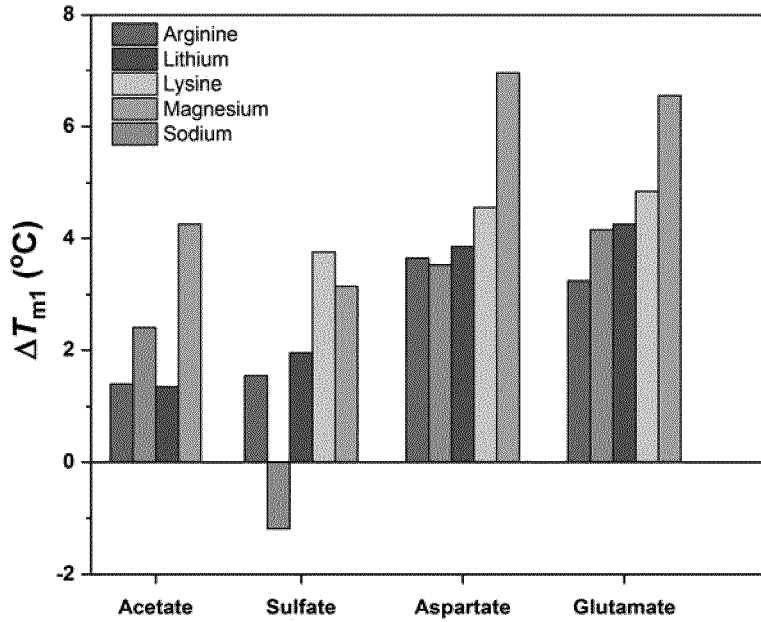 8
6
4
2
0
-2
ΔTm1 (°C)
Arginine
Lithium
Lysine
Magnesium
Sodium
Acetate Sulfate Aspartate Glutamate